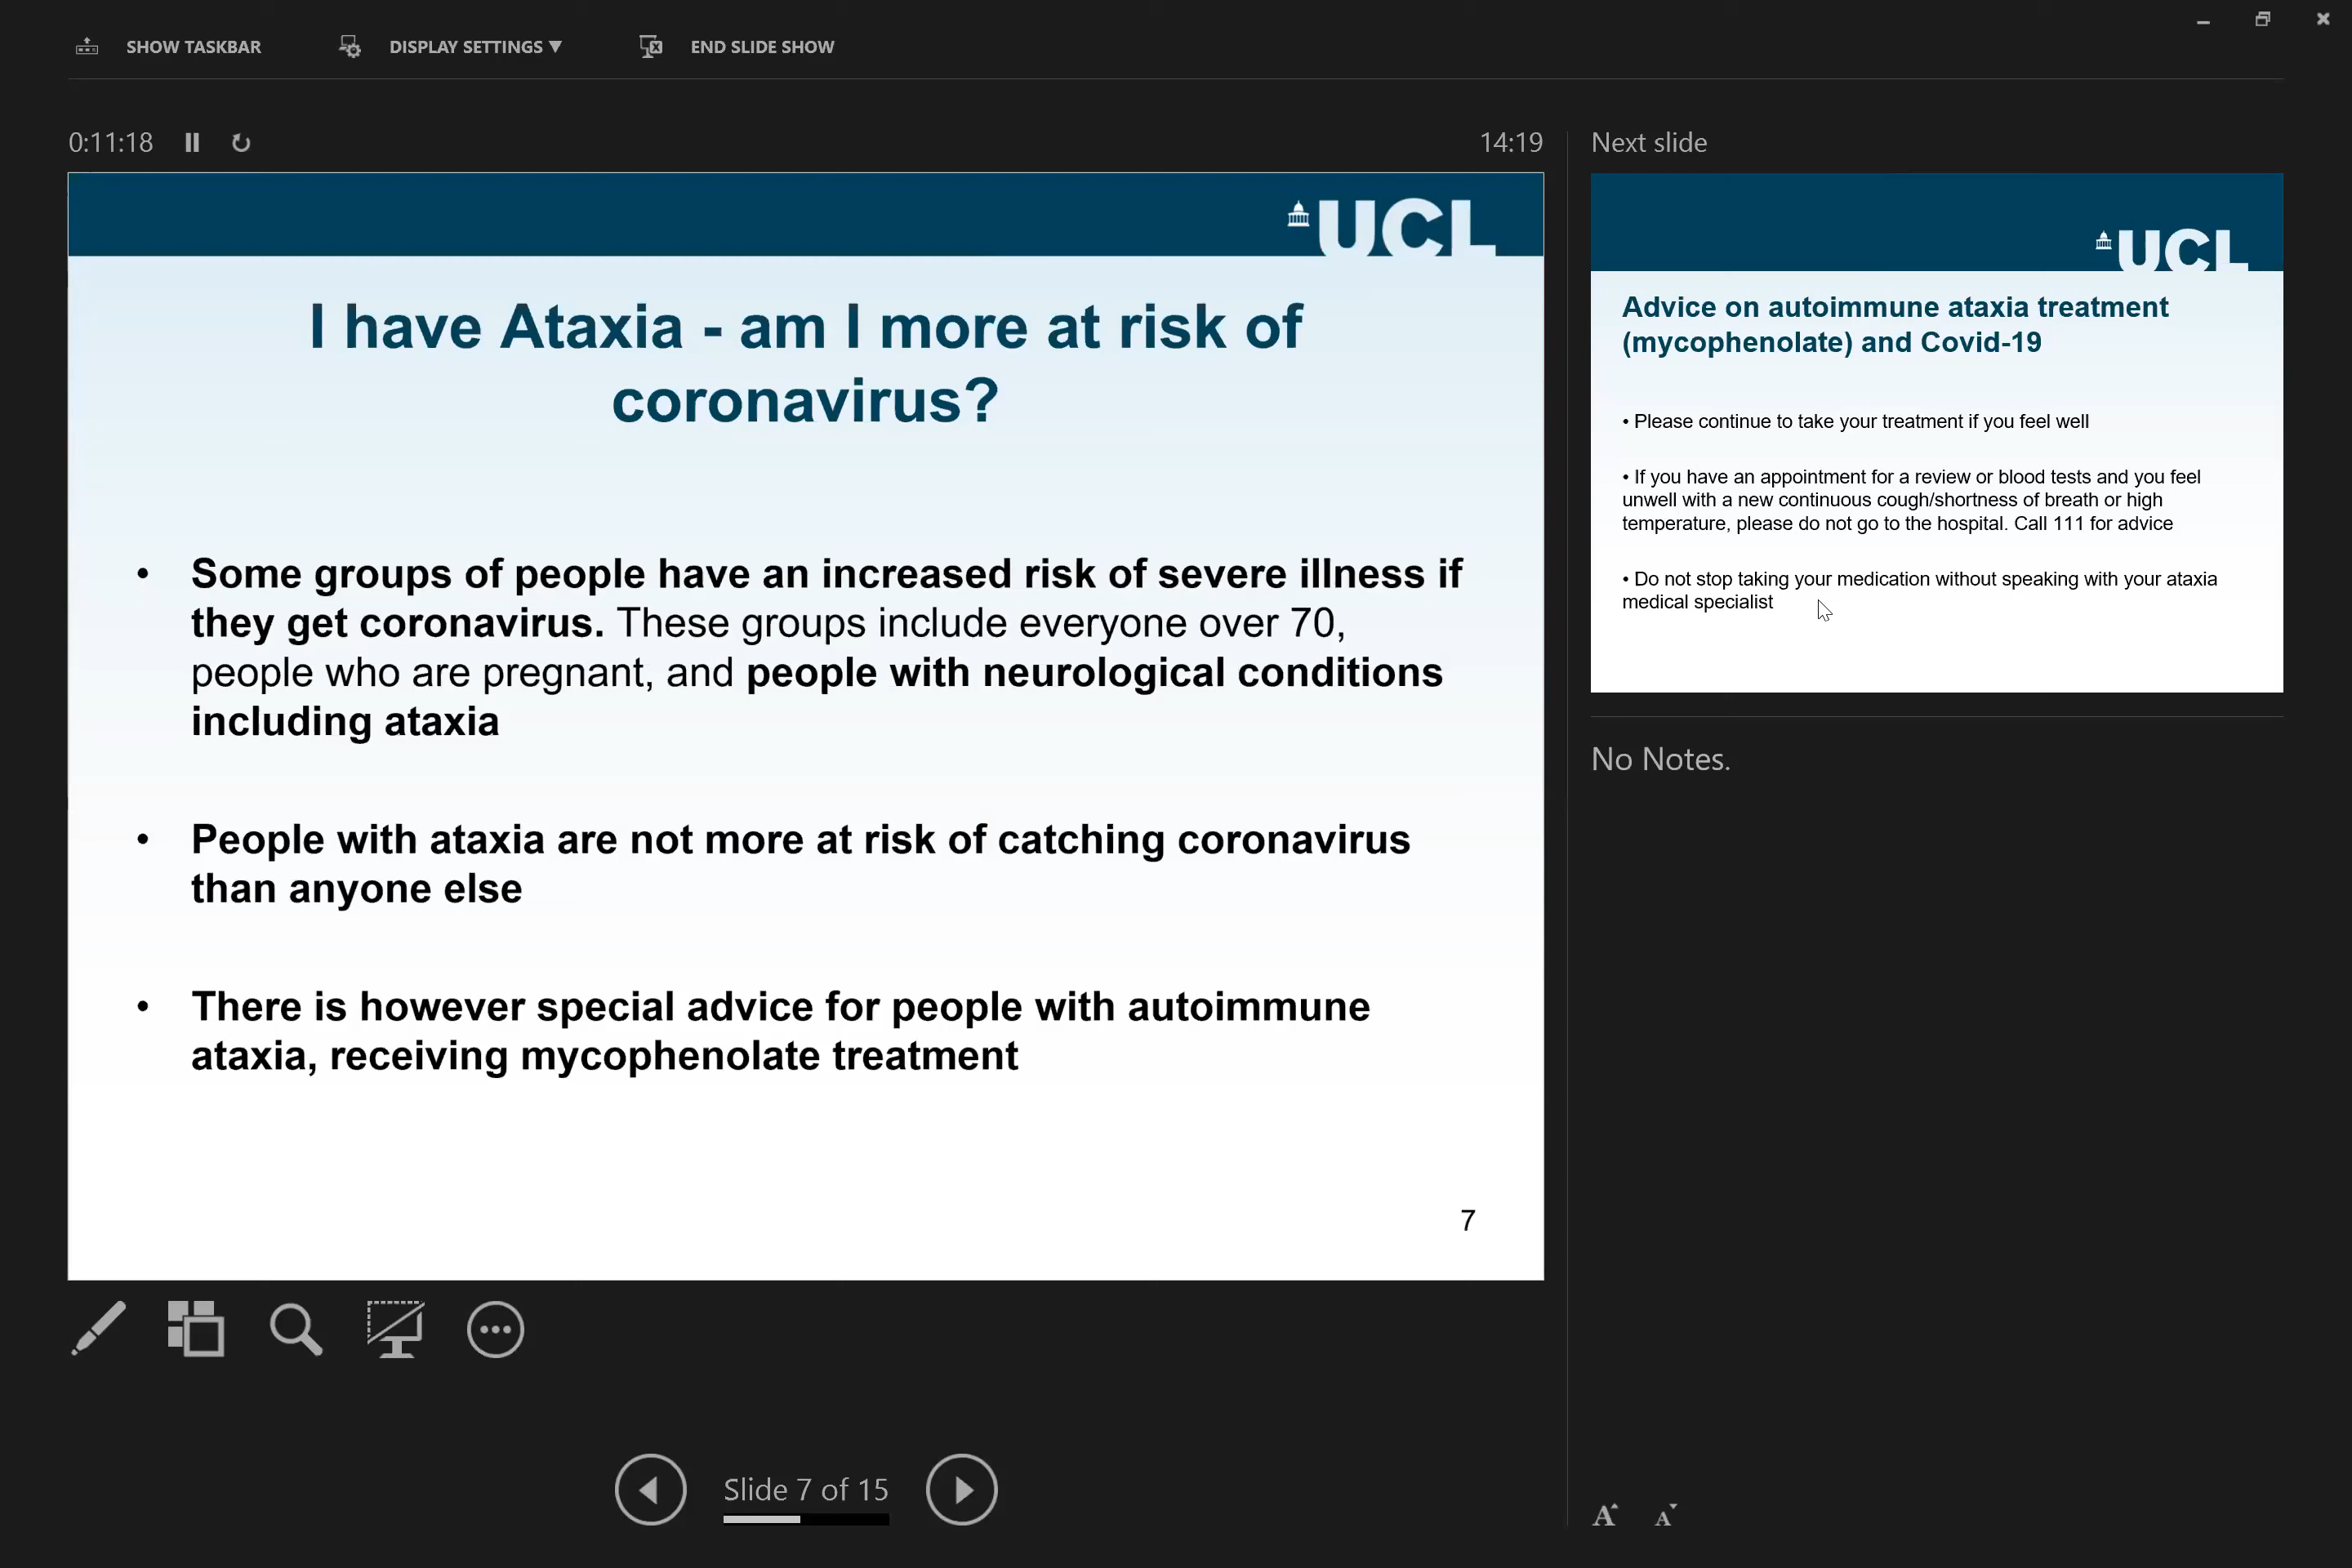 SHOW TASKBAR DISPLAY SETTINGS ▼ END SLIDE SHOW
0:11:18 14:19
UCL
I have Ataxia - am I more at risk of
coronavirus?
• Some groups of people have an increased risk of severe illness if
they get coronavirus. These groups include everyone over 70,
people who are pregnant, and people with neurological conditions
including ataxia
• People with ataxia are not more at risk of catching coronavirus
than anyone else
• There is however special advice for people with autoimmune
ataxia, receiving mycophenolate treatment
7
Slide 7 of 15
Next slide
UCL
Advice on autoimmune ataxia treatment
(mycophenolate) and Covid-19
• Please continue to take your treatment if you feel well
• If you have an appointment for a review or blood tests and you feel
unwell with a new continuous cough/shortness of breath or high
temperature, please do not go to the hospital. Call 111 for advice
• Do not stop taking your medication without speaking with your ataxia
medical specialist
No Notes.
A A